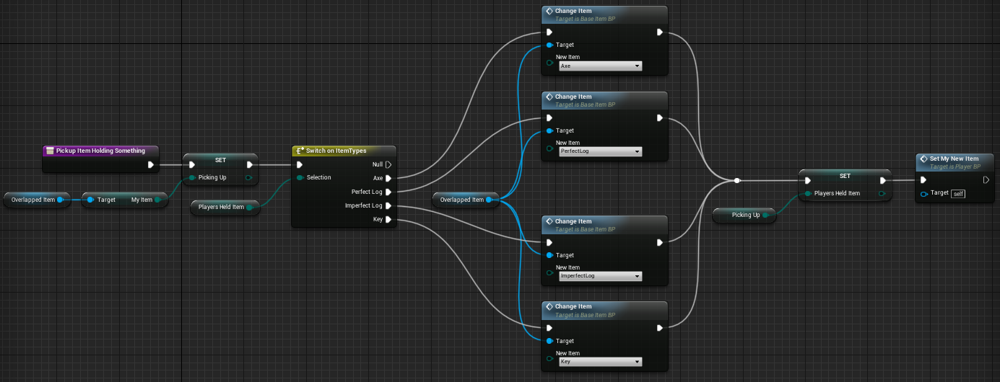 Change Item
Target is Base Item BP
Target
New Item
Axe
Change Item
Target is Base Item BP
Target
New Item
PerfectLog
Pickup Item Holding Something
SET
Picking Up
Overlapped Item
Target My Item
Players Held Item
Switch on ItemTypes
Null
Selection Axe
Perfect Log
Imperfect Log
Key
Overlapped Item
Change Item
Target is Base Item BP
Target
New Item
ImperfectLog
Change Item
Target is Base Item BP
Target
New Item
Key
SET
Players Held Item
Picking Up
Set My New Item
Target is Player BP
Target self